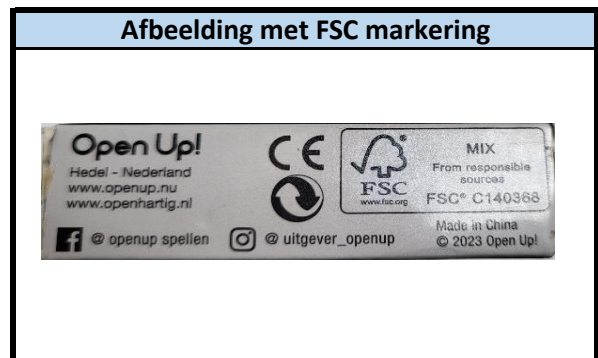 Afbeelding met FSC markering
Open Up!
Hedel - Nederland
www.openup.nu
www.openhartig.nl
@ openup spellen
@ uitgever_openup
CE
FSC
www.fsc.org
MIX
From responsible
sources
FSC® C140368
Made in China
© 2023 Open Up!